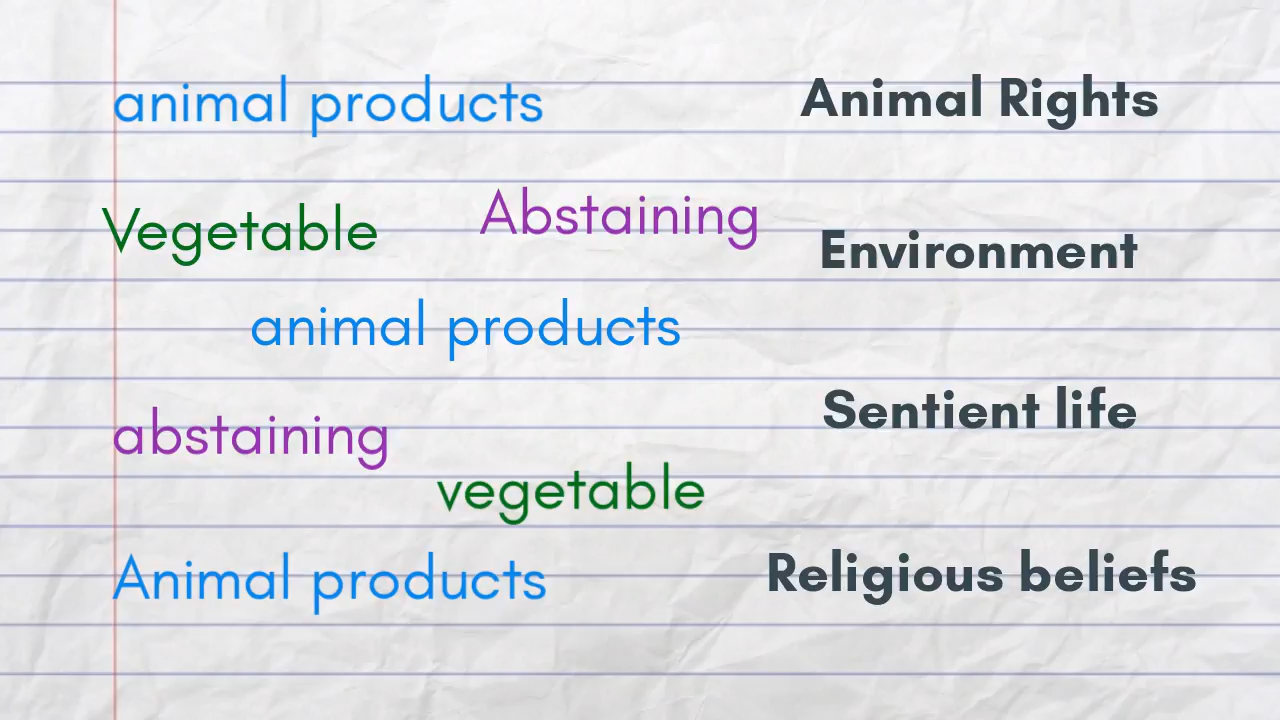 animal products
Animal Rights
Vegetable
Abstaining
Environment
animal products
Sentient life
abstaining
vegetable
Animal products
Religious beliefs